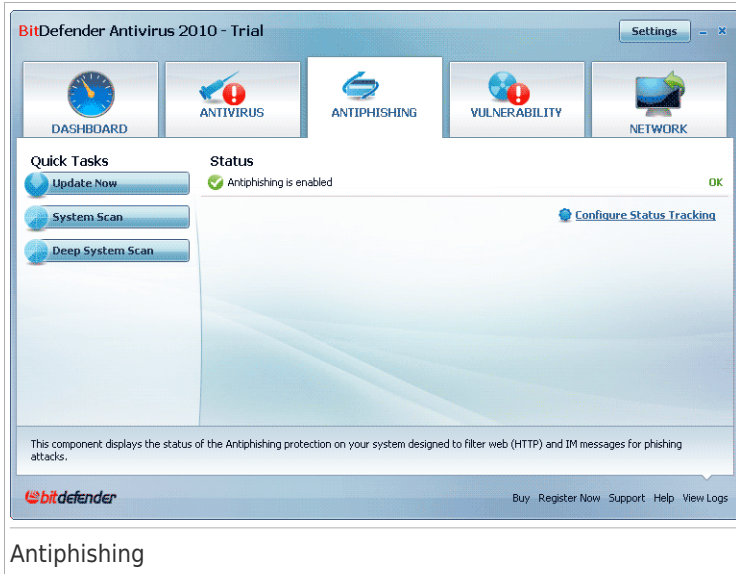 BitDefender Antivirus 2010 - Trial
Settings
DASHBOARD
ANTIVIRUS
ANTIPHISHING
VULNERABILITY
NETWORK
Quick Tasks
Update Now
System Scan
Deep System Scan
Status
Antiphishing is enabled OK
Configure Status Tracking
This component displays the status of the Antiphishing protection on your system designed to filter web (HTTP) and IM messages for phishing
attacks.
bitdefender
Buy Register Now Support Help View Logs
Antiphishing